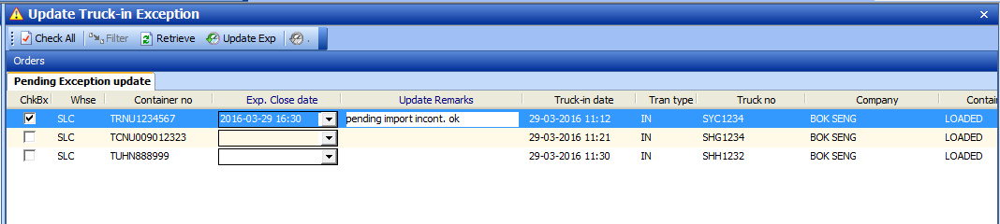 Update Truck-in Exception
Check All Filter Retrieve Update Exp .
Orders
Pending Exception update
ChkBx Whse Container no Exp. Close date Update Remarks Truck-in date Tran type Truck no Company Contai
SLC TRNU1234567 2016-03-29 16:30 pending import incont. ok 29-03-2016 11:12 IN SYC1234 BOK SENG LOADED
SLC TCNU009012323 29-03-2016 11:21 IN SHG1234 BOK SENG LOADED
SLC TUHN888999 29-03-2016 11:30 IN SHH1232 BOK SENG LOADED